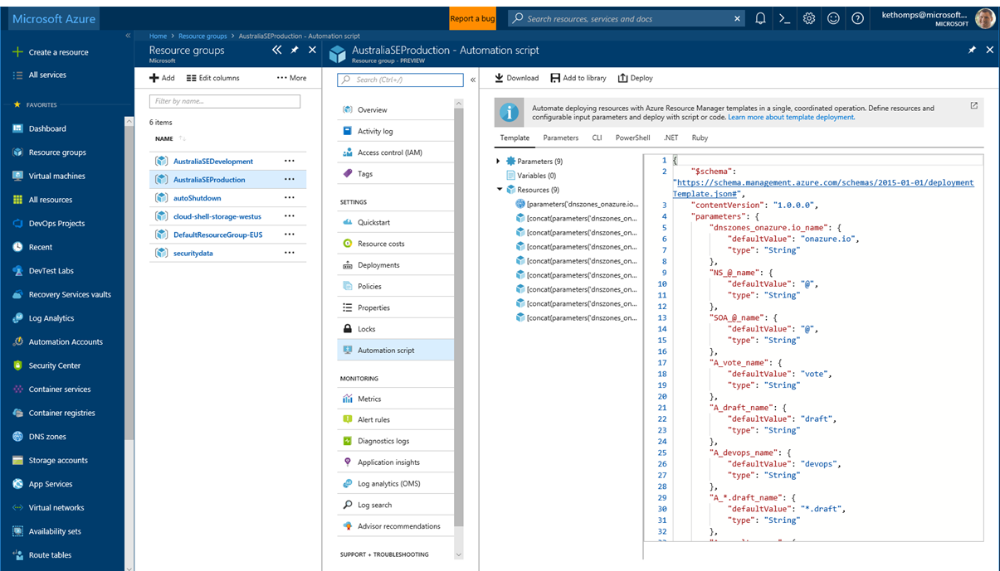 Microsoft Azure
Report a bug
Search resources, services and docs
kethomps@microsoft...
MICROSOFT
Create a resource
All services
FAVORITES
Dashboard
Resource groups
Virtual machines
All resources
DevOps Projects
Recent
DevTest Labs
Recovery Services vaults
Log Analytics
Automation Accounts
Security Center
Container services
Container registries
DNS zones
Storage accounts
App Services
Virtual networks
Availability sets
Route tables
Home > Resource groups > AustraliaSEProduction - Automation script
Resource groups
Microsoft
Add
Edit columns
More
Filter by name...
6 items
NAME
AustraliaSEDevelopment
AustraliaSEProduction
autoShutdown
cloud-shell-storage-westus
DefaultResourceGroup-EUS
securitydata
AustraliaSEProduction - Automation script
Resource group - PREVIEW
Search (Ctrl+/)
Overview
Activity log
Access control (IAM)
Tags
SETTINGS
Quickstart
Resource costs
Deployments
Policies
Properties
Locks
Automation script
MONITORING
Metrics
Alert rules
Diagnostics logs
Application insights
Log analytics (OMS)
Log search
Advisor recommendations
SUPPORT + TROUBLESHOOTING
Download
Add to library
Deploy
Automate deploying resources with Azure Resource Manager templates in a single, coordinated operation. Define resources and
configurable input parameters and deploy with script or code. Learn more about template deployment.
Template Parameters CLI PowerShell .NET Ruby
Parameters (9)
Variables (0)
Resources (9)
[parameters('dnszones_onazure.io...
[concat(parameters('dnszones_on...
[concat(parameters('dnszones_on...
[concat(parameters('dnszones_on...
[concat(parameters('dnszones_on...
[concat(parameters('dnszones_on...
[concat(parameters('dnszones_on...
[concat(parameters('dnszones_on...
[concat(parameters('dnszones_on...
1 {
2 "$schema":
"https://schema.management.azure.com/schemas/2015-01-01/deployment
Template.json#",
3 "contentVersion": "1.0.0.0",
4 "parameters": {
5 "dnszones_onazure.io_name": {
6 "defaultValue": "onazure.io",
7 "type": "String"
8 },
9 "NS_@_name": {
10 "defaultValue": "@",
11 "type": "String"
12 },
13 "SOA_@_name": {
14 "defaultValue": "@",
15 "type": "String"
16 },
17 "A_vote_name": {
18 "defaultValue": "vote",
19 "type": "String"
20 },
21 "A_draft_name": {
22 "defaultValue": "draft",
23 "type": "String"
24 },
25 "A_devops_name": {
26 "defaultValue": "devops",
27 "type": "String"
28 },
29 "A_*.draft_name": {
30 "defaultValue": "*.draft",
31 "type": "String"
32 },